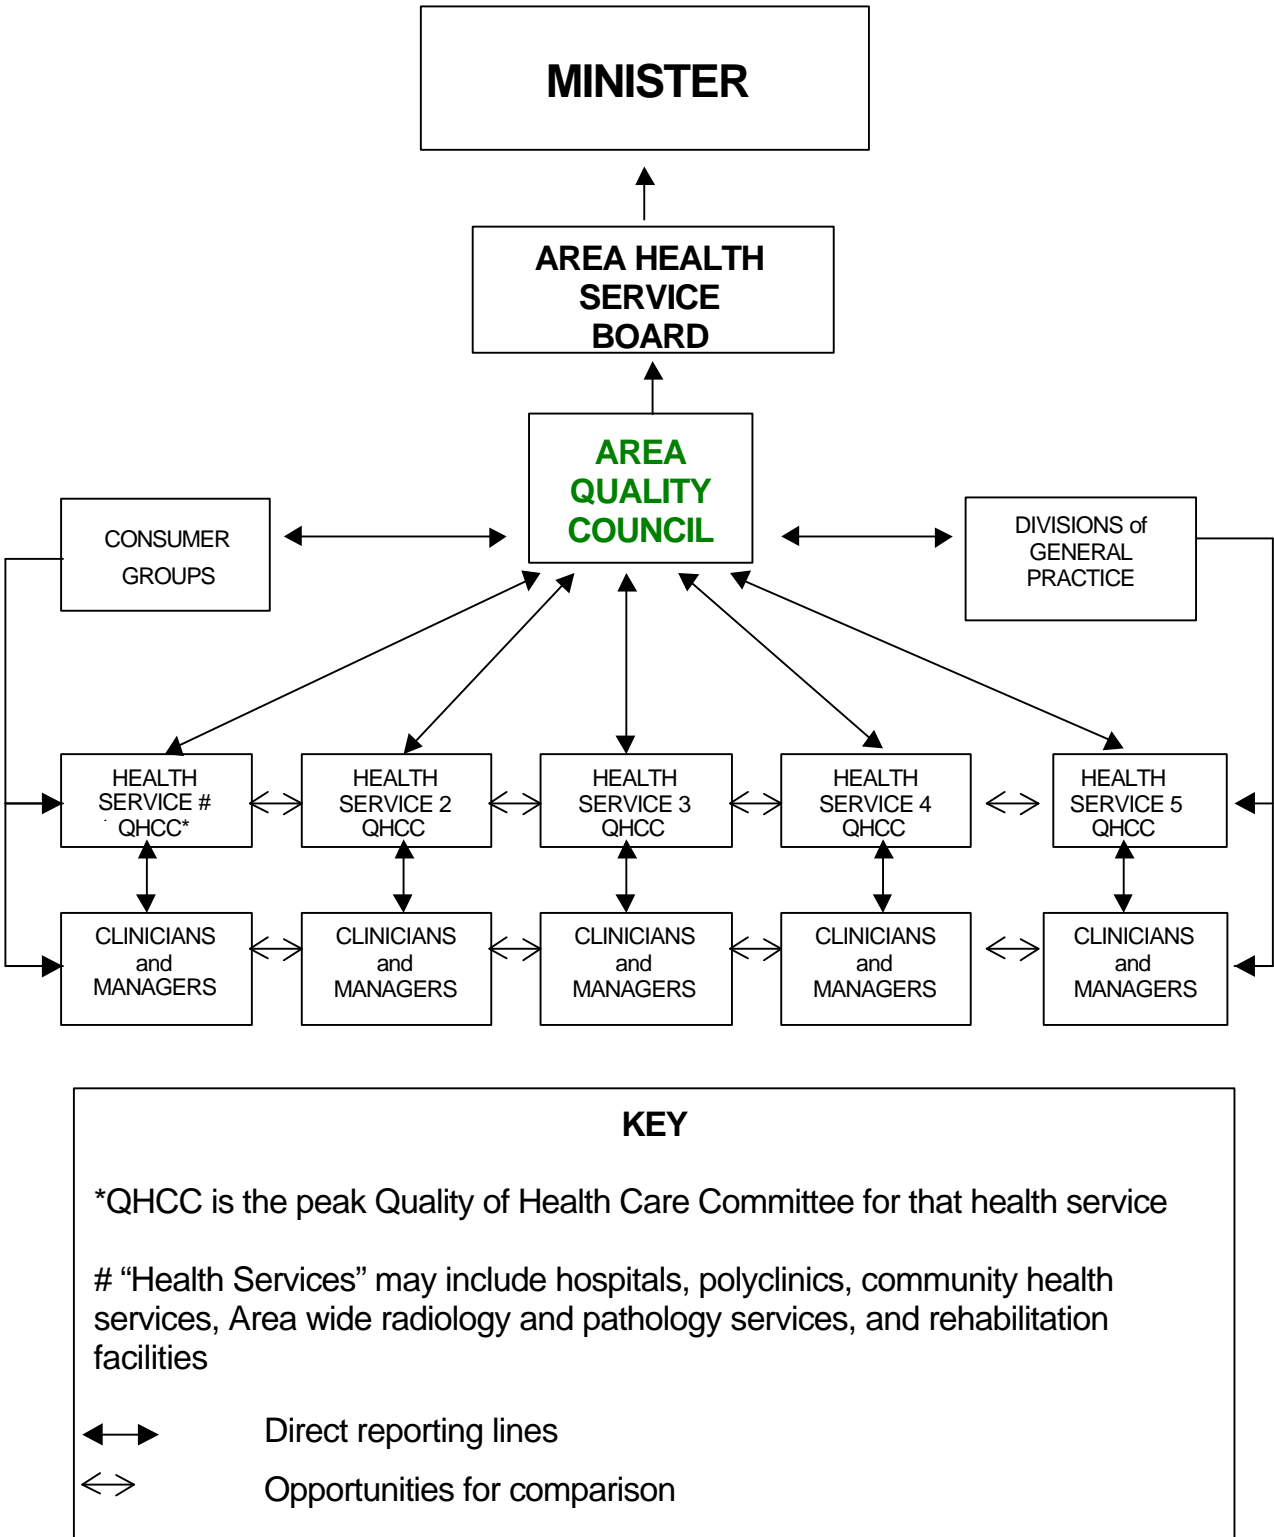 MINISTER
AREA HEALTH
SERVICE
BOARD
AREA
QUALITY
COUNCIL
CONSUMER
GROUPS
DIVISIONS of
GENERAL
PRACTICE
HEALTH
SERVICE #
QHCC*
HEALTH
SERVICE 2
QHCC
HEALTH
SERVICE 3
QHCC
HEALTH
SERVICE 4
QHCC
HEALTH
SERVICE 5
QHCC
CLINICIANS
and
MANAGERS
CLINICIANS
and
MANAGERS
CLINICIANS
and
MANAGERS
CLINICIANS
and
MANAGERS
CLINICIANS
and
MANAGERS
KEY
*QHCC is the peak Quality of Health Care Committee for that health service
# “Health Services” may include hospitals, polyclinics, community health
services, Area wide radiology and pathology services, and rehabilitation
facilities
Direct reporting lines
Opportunities for comparison